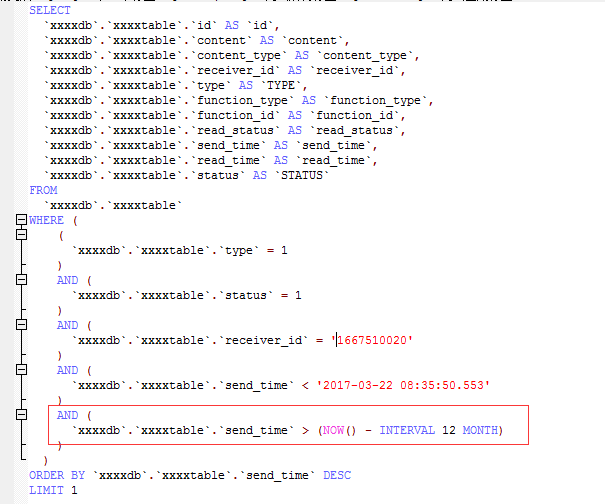 SELECT
`xxxxdb`.`xxxxtable`.`id` AS `id`,
`xxxxdb`.`xxxxtable`.`content` AS `content`,
`xxxxdb`.`xxxxtable`.`content_type` AS `content_type`,
`xxxxdb`.`xxxxtable`.`receiver_id` AS `receiver_id`,
`xxxxdb`.`xxxxtable`.`type` AS `TYPE`,
`xxxxdb`.`xxxxtable`.`function_type` AS `function_type`,
`xxxxdb`.`xxxxtable`.`function_id` AS `function_id`,
`xxxxdb`.`xxxxtable`.`read_status` AS `read_status`,
`xxxxdb`.`xxxxtable`.`send_time` AS `send_time`,
`xxxxdb`.`xxxxtable`.`read_time` AS `read_time`,
`xxxxdb`.`xxxxtable`.`status` AS `STATUS`
FROM
`xxxxdb`.`xxxxtable`
WHERE (
(
`xxxxdb`.`xxxxtable`.`type` = 1
)
AND (
`xxxxdb`.`xxxxtable`.`status` = 1
)
AND (
`xxxxdb`.`xxxxtable`.`receiver_id` = '1667510020'
)
AND (
`xxxxdb`.`xxxxtable`.`send_time` < '2017-03-22 08:35:50.553'
)
AND (
`xxxxdb`.`xxxxtable`.`send_time` > (NOW() - INTERVAL 12 MONTH)
)
)
ORDER BY `xxxxdb`.`xxxxtable`.`send_time` DESC
LIMIT 1